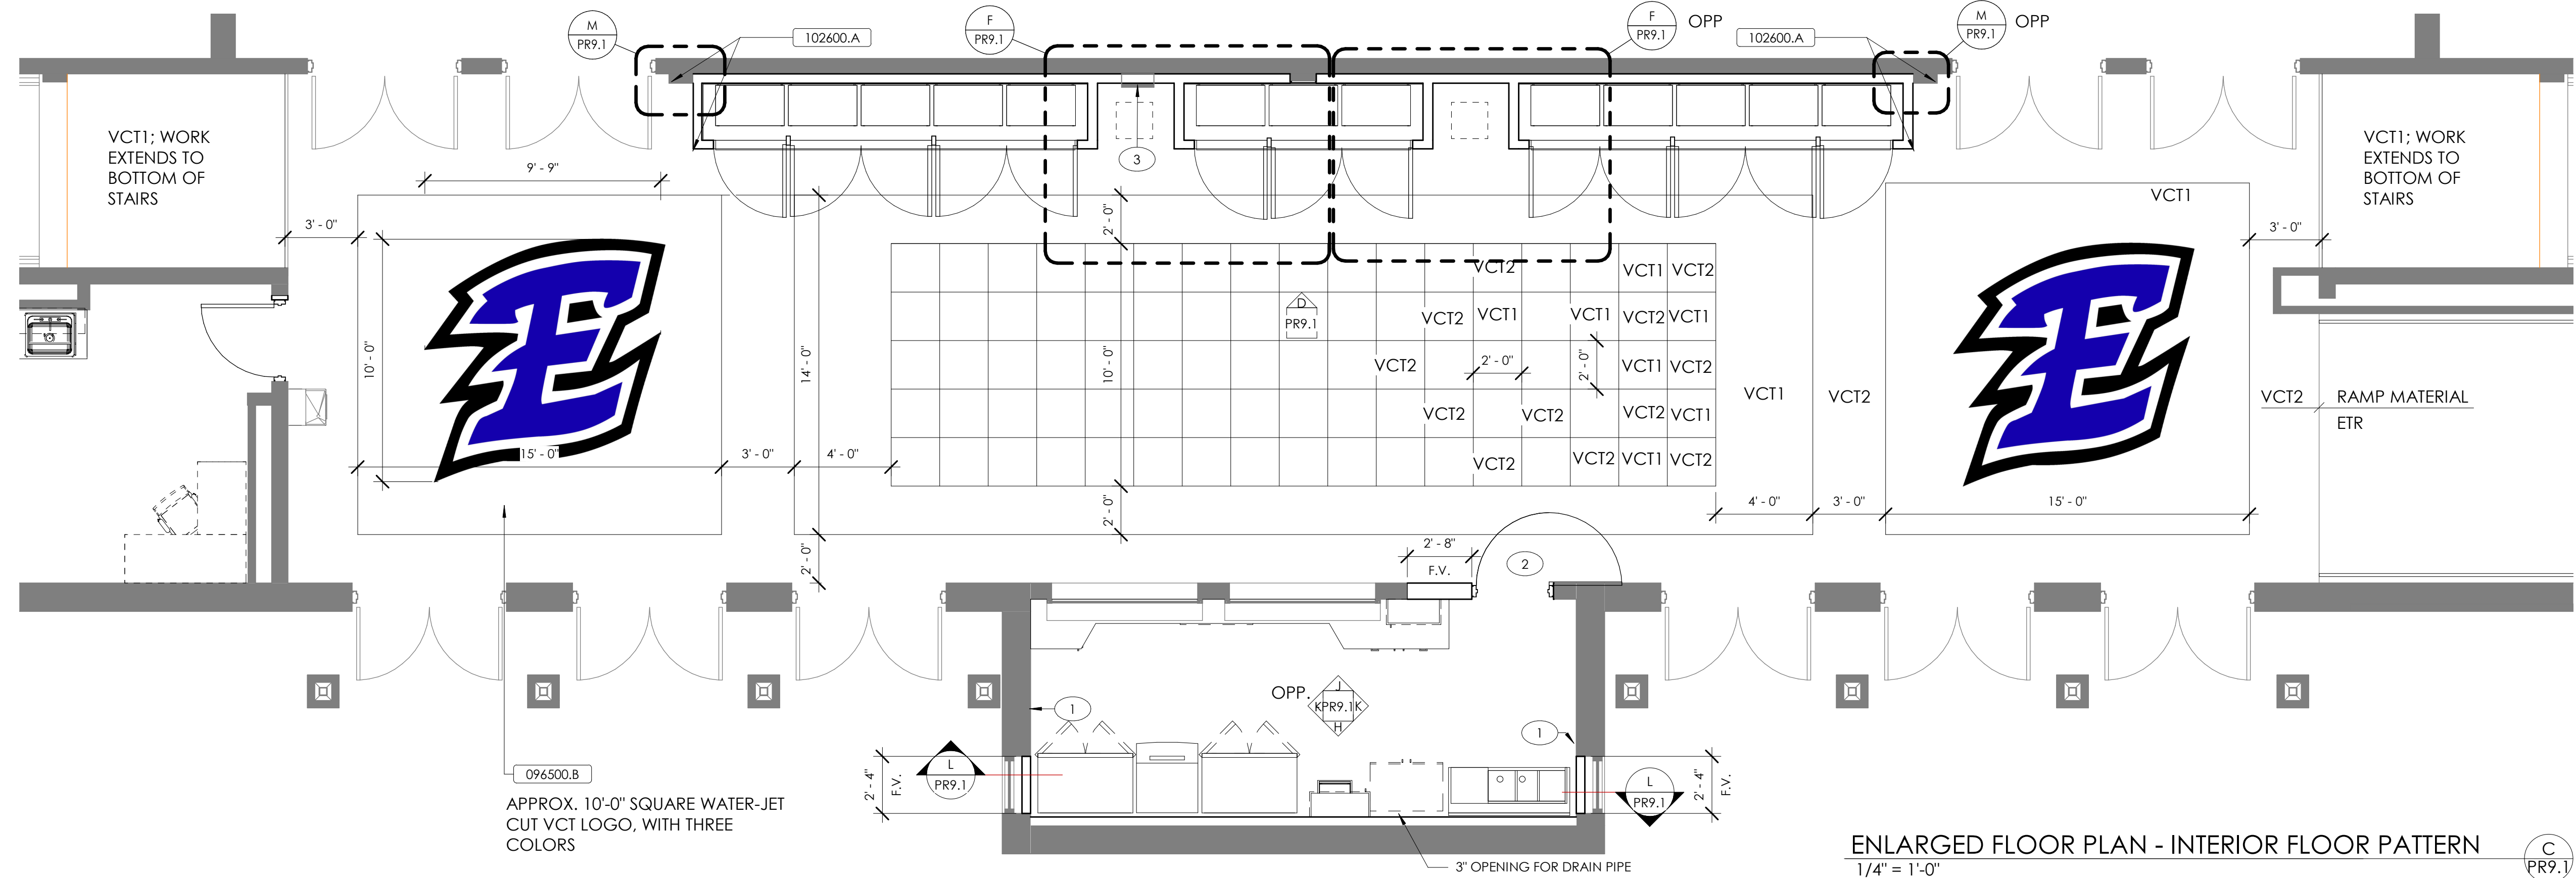 M
PR9.1
102600.A
F
PR9.1
F
PR9.1
OPP
102600.A
M
PR9.1
OPP
VCT1; WORK
EXTENDS TO
BOTTOM OF
STAIRS
VCT1; WORK
EXTENDS TO
BOTTOM OF
STAIRS
3
9' - 9"
3' - 0"
2' - 0"
VCT1
3' - 0"
10' - 0"
E
14' - 0"
10' - 0"
VCT2
VCT1 VCT2
D
PR9.1
VCT2
VCT1
VCT1
VCT2 VCT1
VCT2
2' - 0"
2' - 0"
VCT1 VCT2
VCT1
VCT2
E
VCT2
RAMP MATERIAL
ETR
VCT2
VCT2
VCT2 VCT1
15' - 0"
3' - 0"
4' - 0"
VCT2
VCT2 VCT1 VCT2
2' - 0"
4' - 0"
3' - 0"
15' - 0"
2' - 0"
2' - 8"
F.V.
2
OPP.
J
KPR9.1K
H
1
1
L
PR9.1
2' - 4"
F.V.
L
PR9.1
2' - 4"
F.V.
096500.B
APPROX. 10'-0" SQUARE WATER-JET
CUT VCT LOGO, WITH THREE
COLORS
3" OPENING FOR DRAIN PIPE
ENLARGED FLOOR PLAN - INTERIOR FLOOR PATTERN
1/4" = 1'-0"
C
PR9.1